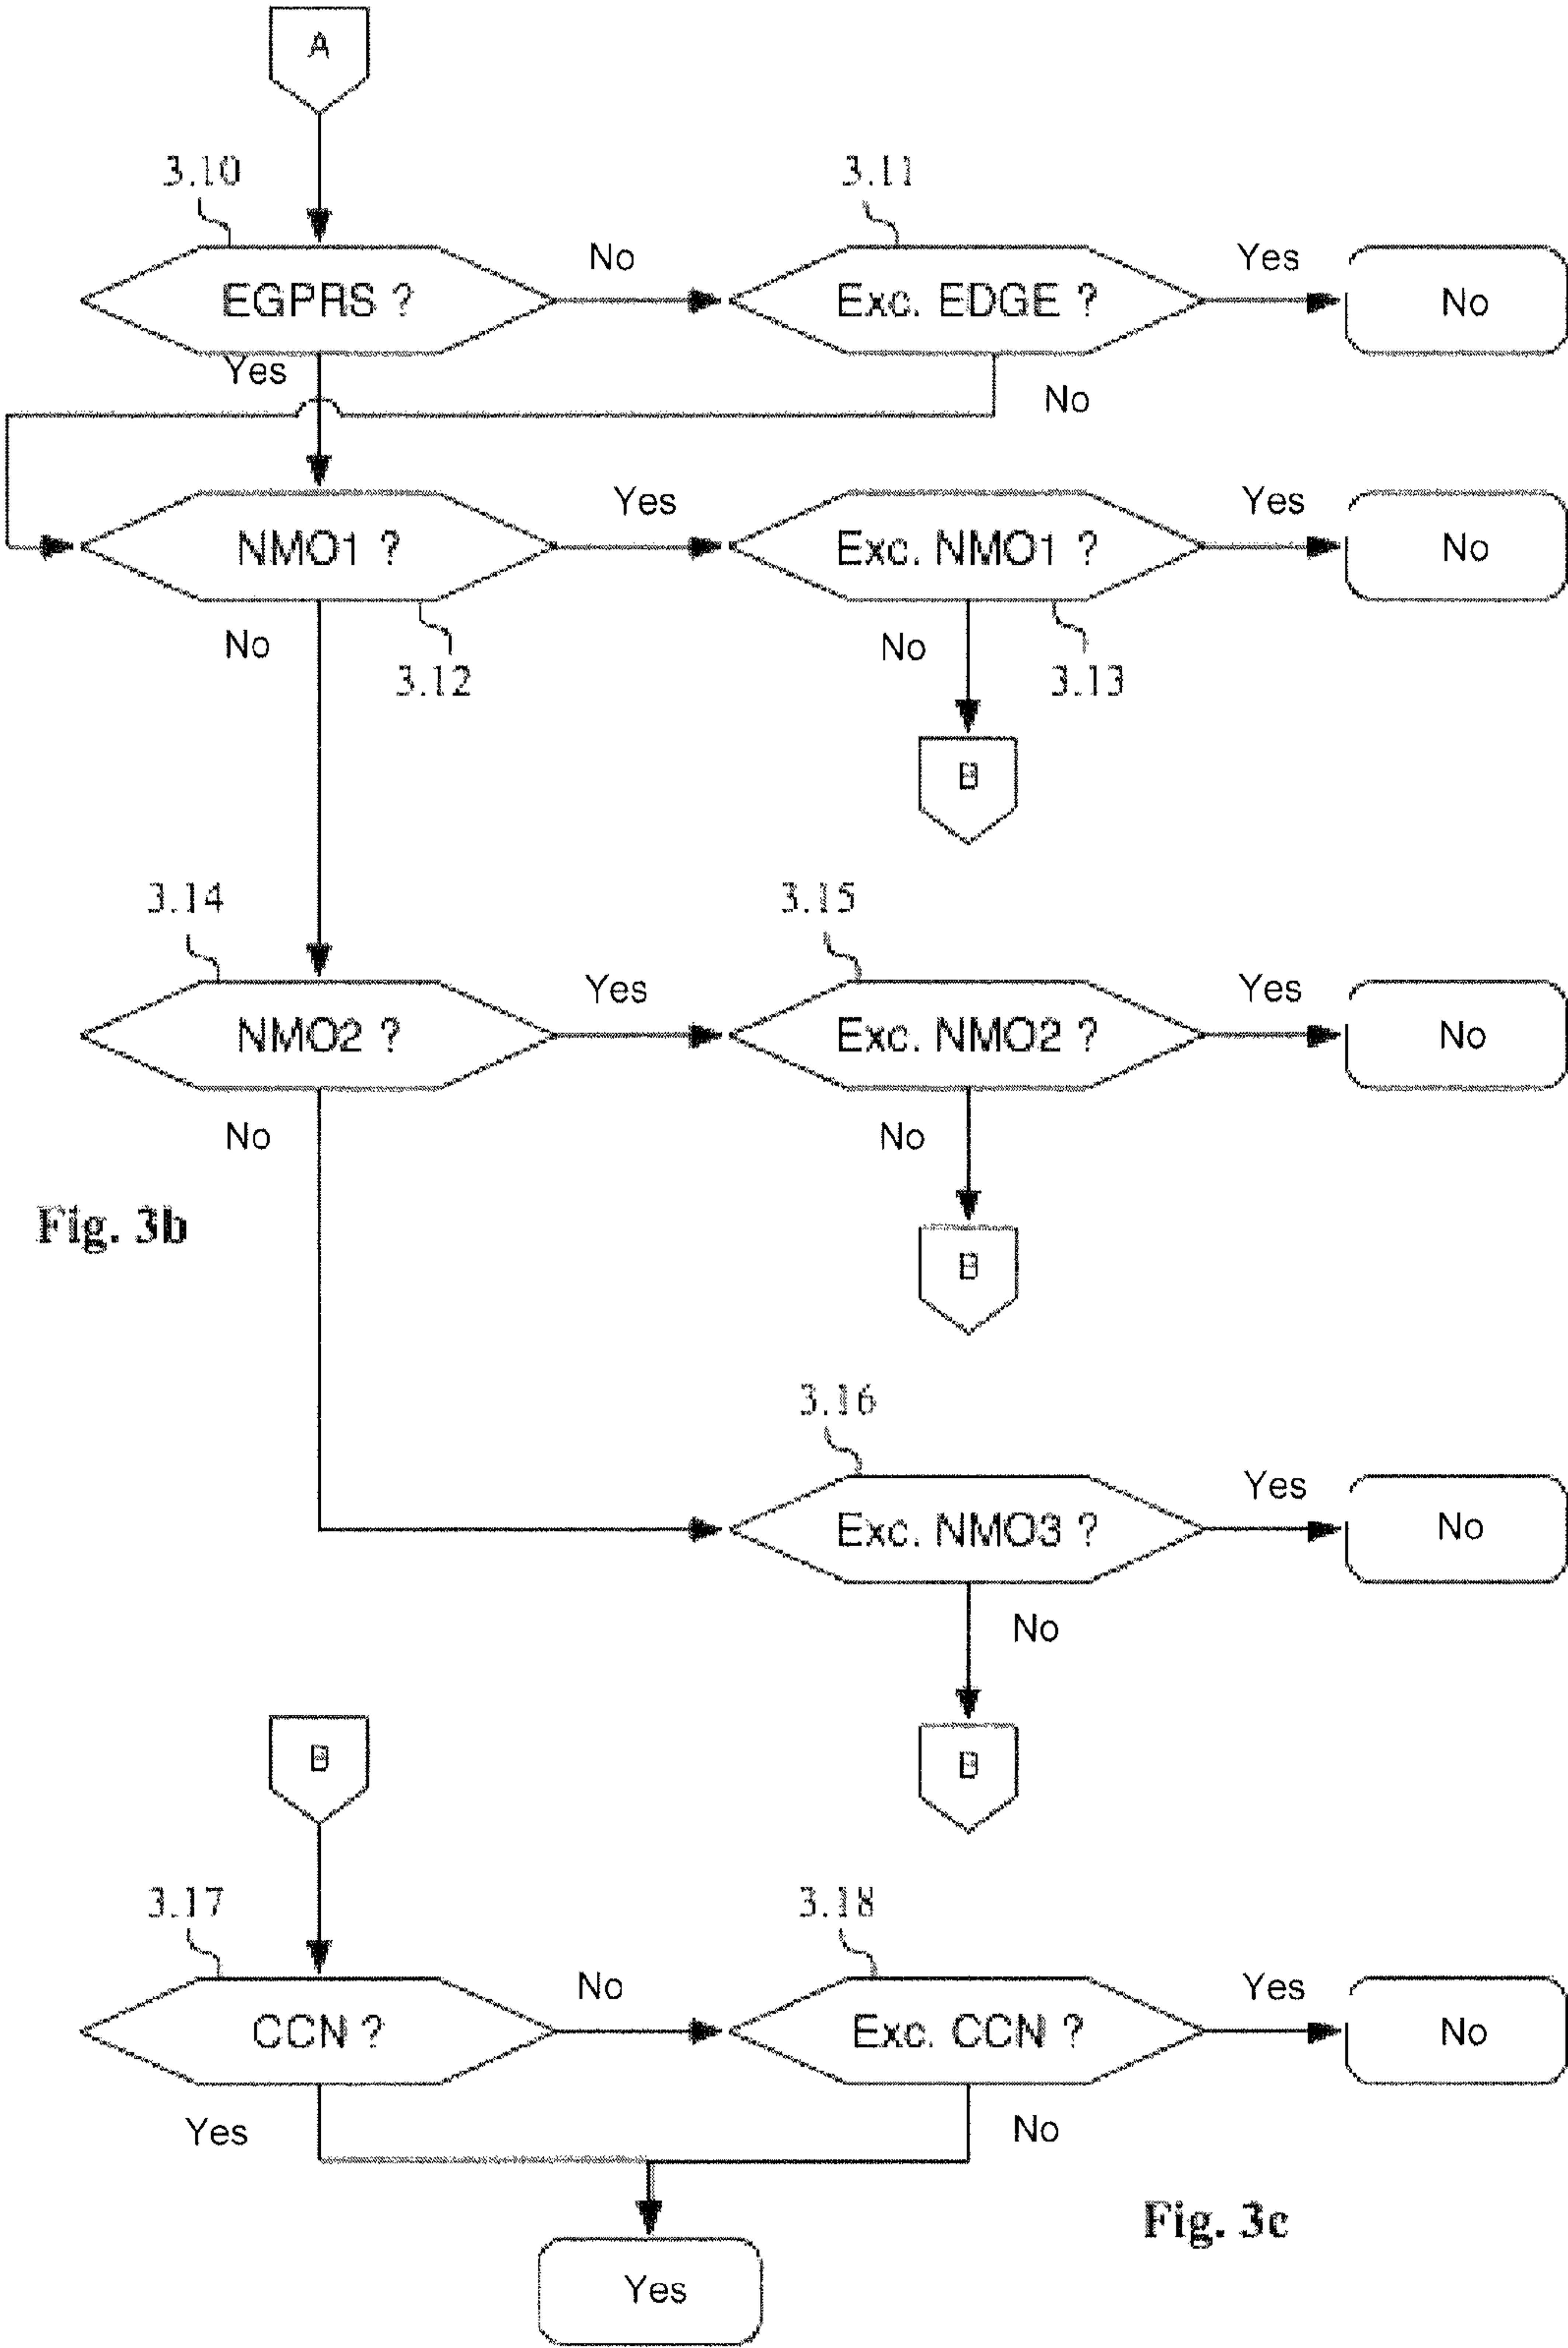 A
3.10
3.11
EGPRS ?
No
Exc. EDGE ?
Yes
No
Yes
No
NMO1 ?
Yes
Exc. NMO1 ?
Yes
No
No
3.12
No
3.13
B
3.14
3.15
NMO2 ?
Yes
Exc. NMO2 ?
Yes
No
No
No
Fig. 3b
B
3.16
Exc. NMO3 ?
Yes
No
No
B
B
3.17
3.18
CCN ?
No
Exc. CCN ?
Yes
No
Yes
No
Fig. 3c
Yes